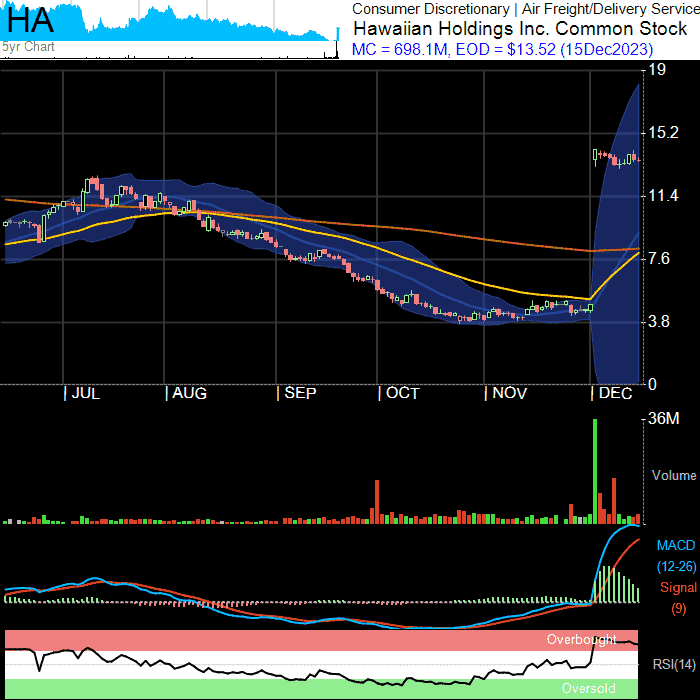 HA
Consumer Discretionary | Air Freight/Delivery Service
Hawaiian Holdings Inc. Common Stock
5yr Chart
MC = 698.1M, EOD = $13.52 (15Dec2023)
19
15.2
11.4
7.6
3.8
0
| JUL | AUG | SEP | OCT | NOV | DEC
36M
Volume
MACD
(12-26)
Signal
(9)
Overbought
RSI(14)
Oversold